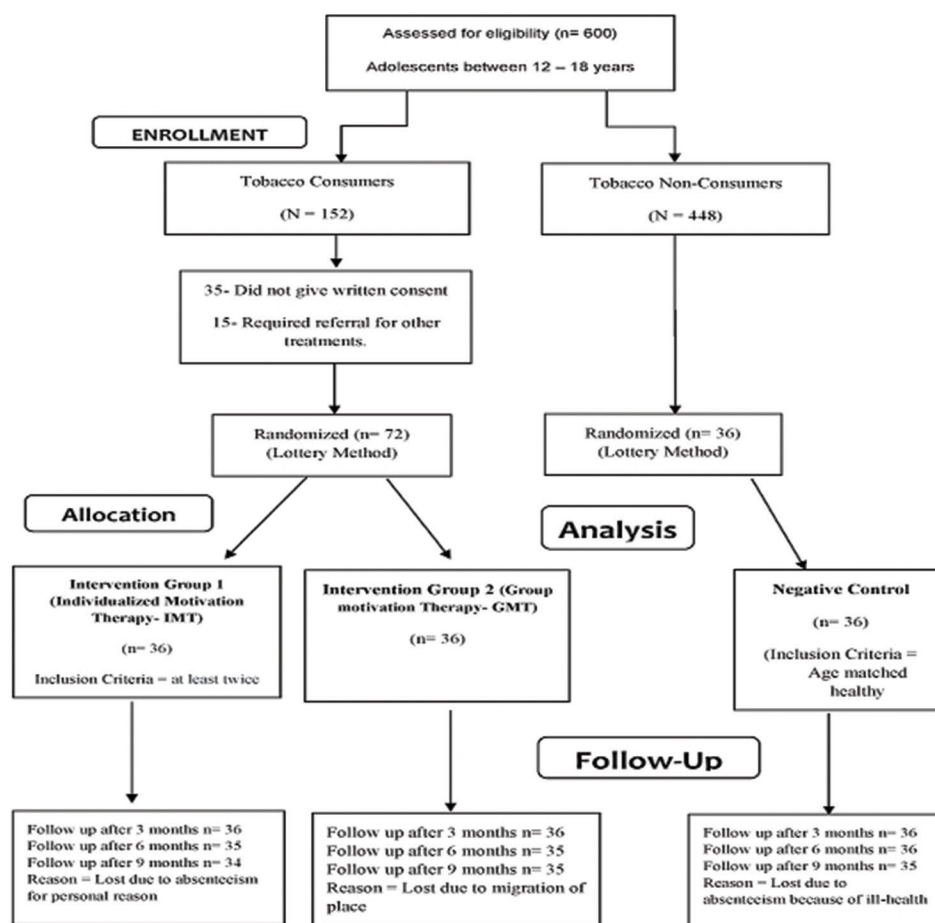 Assessed for eligibility (n= 600)
Adolescents between 12 – 18 years
ENROLLMENT
Tobacco Consumers
(N = 152)
Tobacco Non-Consumers
(N = 448)
35- Did not give written consent
15- Required referral for other
treatments.
Randomized (n= 72)
(Lottery Method)
Randomized (n= 36)
(Lottery Method)
Allocation
Analysis
Intervention Group 1
(Individualized Motivation
Therapy- IMT)
(n= 36)
Inclusion Criteria = at least twice
Intervention Group 2 (Group
motivation Therapy- GMT)
(n= 36)
Negative Control
(n= 36)
(Inclusion Criteria =
Age matched
healthy
Follow-Up
Follow up after 3 months n= 36
Follow up after 6 months n= 35
Follow up after 9 months n= 34
Reason = Lost due to absenteeism
for personal reason
Follow up after 3 months n= 36
Follow up after 6 months n= 35
Follow up after 9 months n= 35
Reason = Lost due to migration of
place
Follow up after 3 months n= 36
Follow up after 6 months n= 36
Follow up after 9 months n= 35
Reason = Lost due to
absenteeism because of ill-health